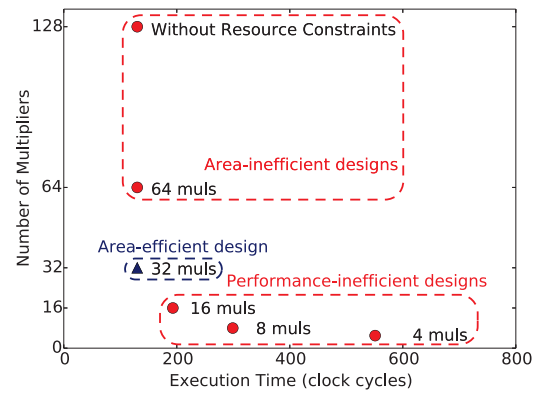 128
Without Resource Constraints
Area-inefficient designs
64
64 muls
Area-efficient design
32
32 muls
Performance-inefficient designs
16
16 muls
8 muls
4 muls
0
0 200 400 600 800
Execution Time (clock cycles)
Number of Multipliers